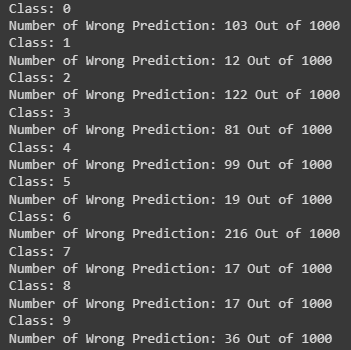 Class: 0
Number of Wrong Prediction: 103 Out of 1000
Class: 1
Number of Wrong Prediction: 12 Out of 1000
Class: 2
Number of Wrong Prediction: 122 Out of 1000
Class: 3
Number of Wrong Prediction: 81 Out of 1000
Class: 4
Number of Wrong Prediction: 99 Out of 1000
Class: 5
Number of Wrong Prediction: 19 Out of 1000
Class: 6
Number of Wrong Prediction: 216 Out of 1000
Class: 7
Number of Wrong Prediction: 17 Out of 1000
Class: 8
Number of Wrong Prediction: 17 Out of 1000
Class: 9
Number of Wrong Prediction: 36 Out of 1000